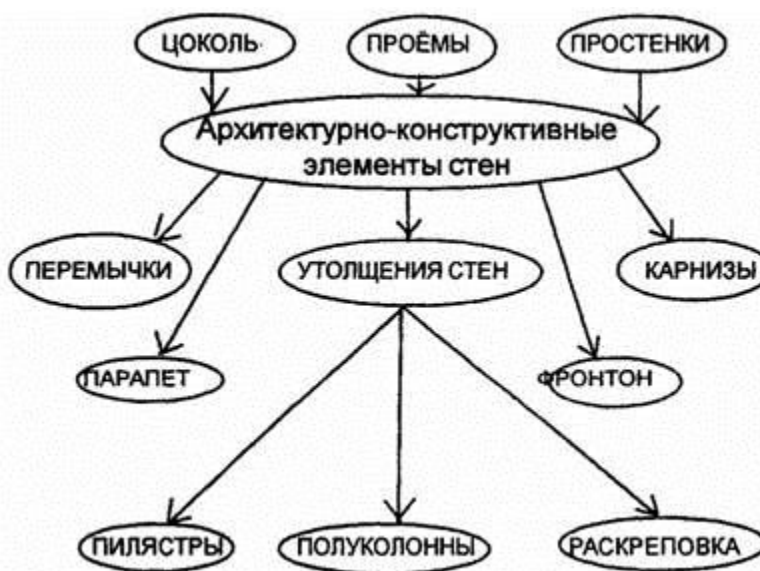 ЦОКОЛЬ
ПРОЁМЫ
ПРОСТЕНКИ
Архитектурно-конструктивные
элементы стен
ПЕРЕМЫЧКИ
УТОЛЩЕНИЯ СТЕН
КАРНИЗЫ
ПАРАПЕТ
ФРОНТОН
ПИЛЯСТРЫ
ПОЛУКОЛОННЫ
РАСКРЕПОВКА